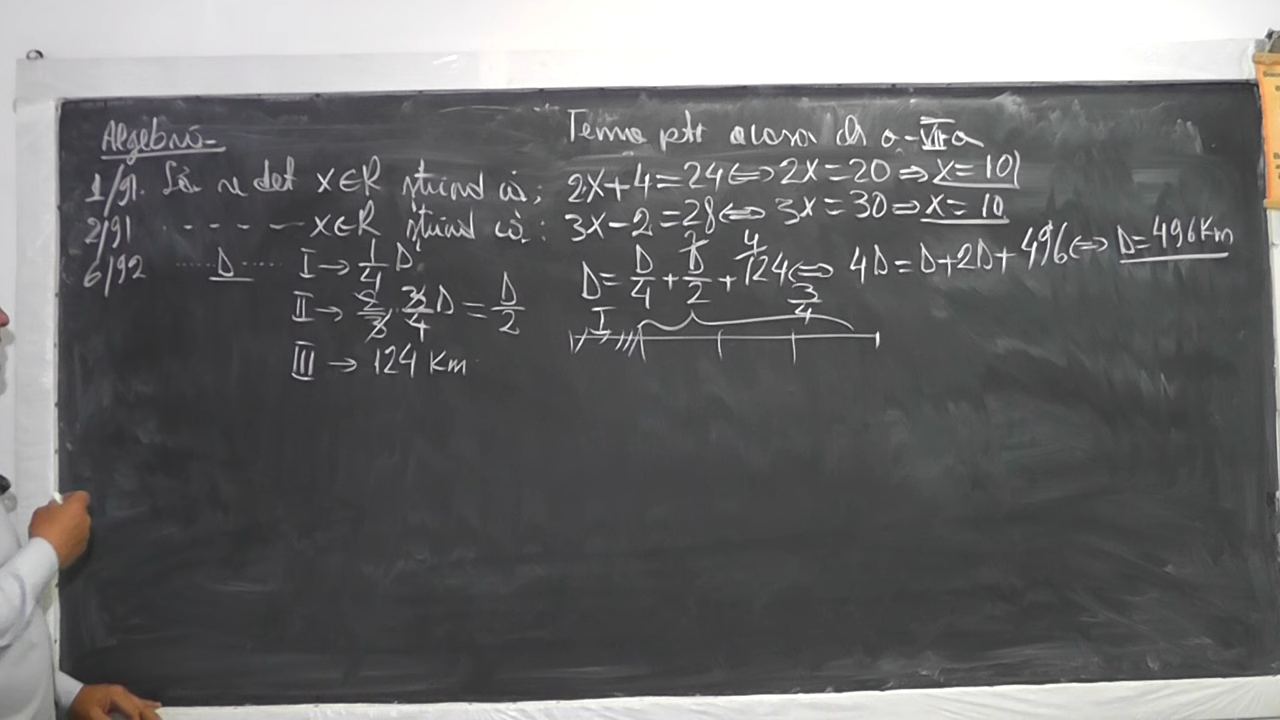 Algebră
Temă ptr acasă cls a-VII-a
1/91. Să se det x∈R știind că; 2x+4=24⇔2x=20⇒x=10
2/91 - - - - - x∈R știind că: 3x-2=28⇔3x=30⇒x=10
6/92 ..... D .... I→1/4 D; D=D/4+D/2+124⇔4D=D+2D+496⇔D=496Km
II→2/3·3/4 D=D/2
I 3/4
III→124 Km